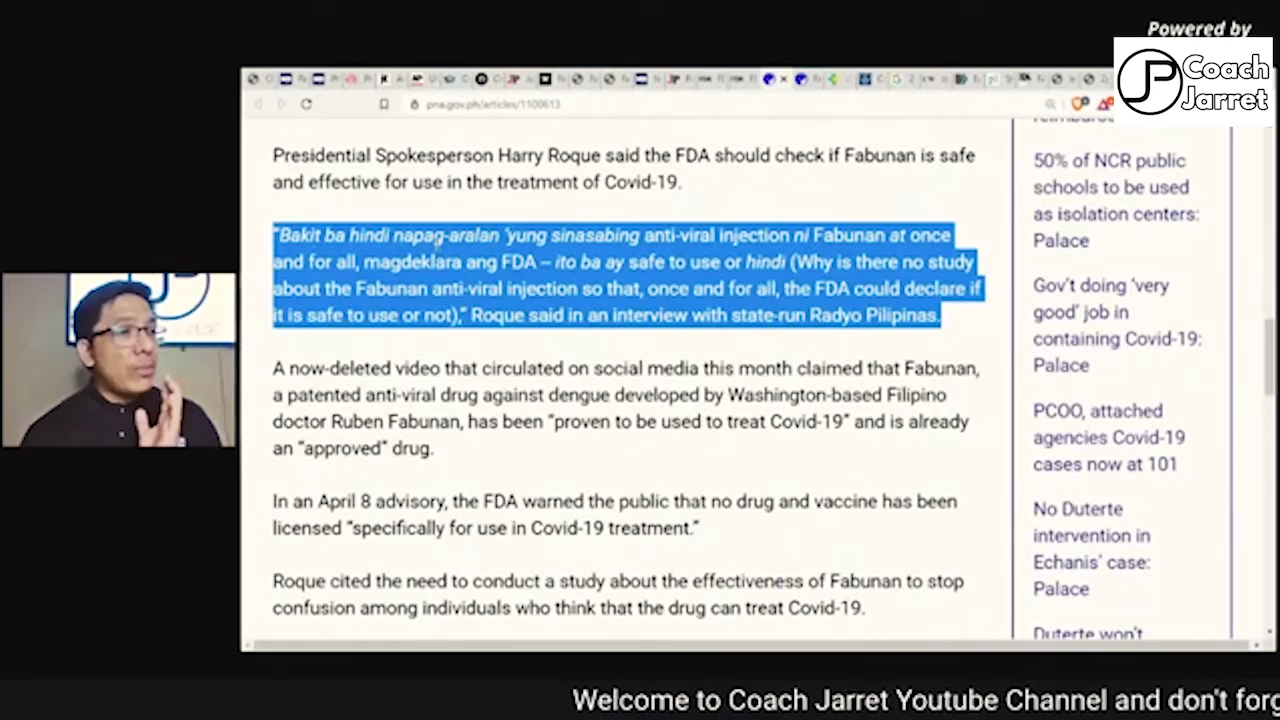 Powered by
Coach
Jarret
pna.gov.ph/articles/1100613
Presidential Spokesperson Harry Roque said the FDA should check if Fabunan is safe
and effective for use in the treatment of Covid-19.
"Bakit ba hindi napag-aralan 'yung sinasabing anti-viral injection ni Fabunan at once
and for all, magdeklara ang FDA – ito ba ay safe to use or hindi (Why is there no study
about the Fabunan anti-viral injection so that, once and for all, the FDA could declare if
it is safe to use or not)," Roque said in an interview with state-run Radyo Pilipinas.
A now-deleted video that circulated on social media this month claimed that Fabunan,
a patented anti-viral drug against dengue developed by Washington-based Filipino
doctor Ruben Fabunan, has been "proven to be used to treat Covid-19" and is already
an "approved" drug.
In an April 8 advisory, the FDA warned the public that no drug and vaccine has been
licensed "specifically for use in Covid-19 treatment."
Roque cited the need to conduct a study about the effectiveness of Fabunan to stop
confusion among individuals who think that the drug can treat Covid-19.
50% of NCR public
schools to be used
as isolation centers:
Palace
Gov't doing 'very
good' job in
containing Covid-19:
Palace
PCOO, attached
agencies Covid-19
cases now at 101
No Duterte
intervention in
Echanis' case:
Palace
Duterte won't
Welcome to Coach Jarret Youtube Channel and don't forg